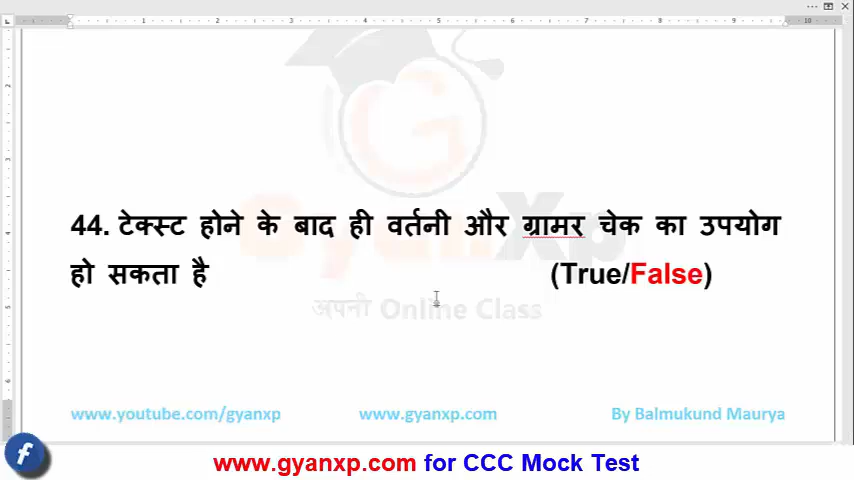 GyanXp
अपनी Online Class
44. टेक्स्ट होने के बाद ही वर्तनी और ग्रामर चेक का उपयोग
हो सकता है (True/False)
www.youtube.com/gyanxp www.gyanxp.com By Balmukund Maurya
www.gyanxp.com for CCC Mock Test